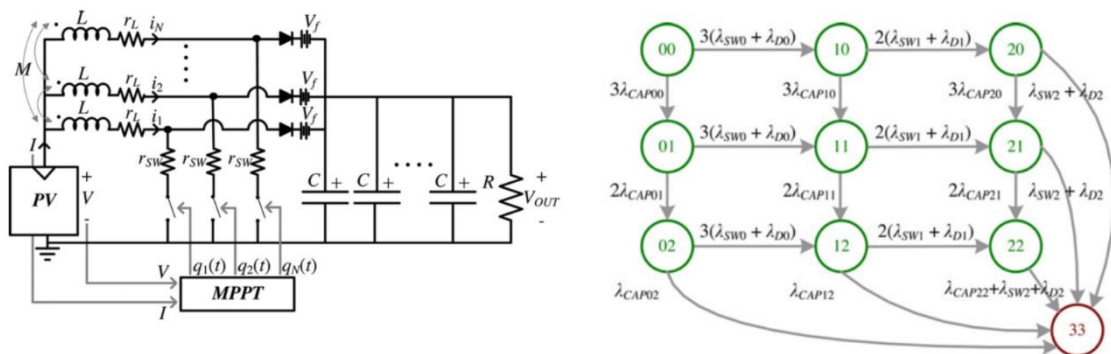 M
L r_L i_N V_f
L r_L i_2 V_f
L r_L i_1 V_f
I
r_SW r_SW r_SW
PV
+
V
-
C + C + C +
R
+
V_OUT
-
q_1(t) q_2(t) q_N(t)
V
MPPT
I
00 3(λ_SW0 + λ_D0) 10 2(λ_SW1 + λ_D1) 20
3λ_CAP00 3λ_CAP10 3λ_CAP20 λ_SW2 + λ_D2
01 3(λ_SW0 + λ_D0) 11 2(λ_SW1 + λ_D1) 21
2λ_CAP01 2λ_CAP11 2λ_CAP21 λ_SW2 + λ_D2
02 3(λ_SW0 + λ_D0) 12 2(λ_SW1 + λ_D1) 22
λ_CAP02 λ_CAP12 λ_CAP22+λ_SW2+λ_D2
33